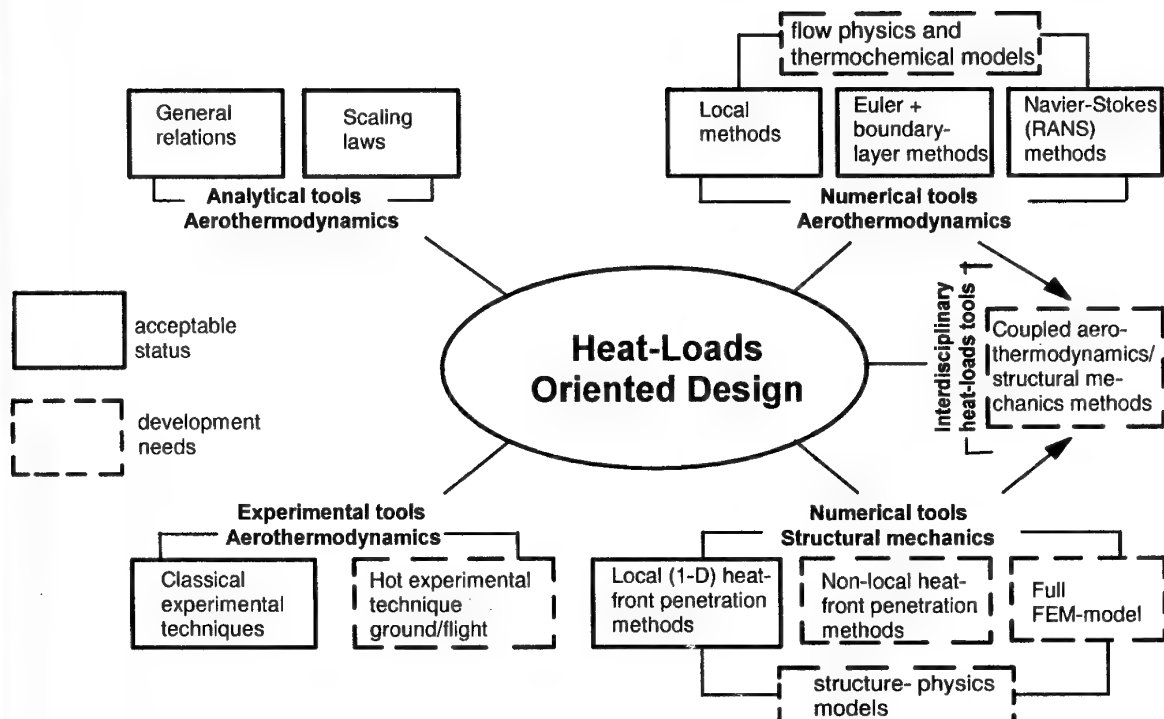 flow physics and
thermochemical models
General
relations
Scaling
laws
Local
methods
Euler +
boundary-
layer methods
Navier-Stokes
(RANS)
methods
Analytical tools
Aerothermodynamics
Numerical tools
Aerothermodynamics
acceptable
status
development
needs
Heat-Loads
Oriented Design
Interdisciplinary
heat-loads tools
Coupled aero-
thermodynamics/
structural me-
chanics methods
Experimental tools
Aerothermodynamics
Classical
experimental
techniques
Hot experimental
technique
ground/flight
Numerical tools
Structural mechanics
Local (1-D) heat-
front penetration
methods
Non-local heat-
front penetration
methods
Full
FEM-model
structure- physics
models